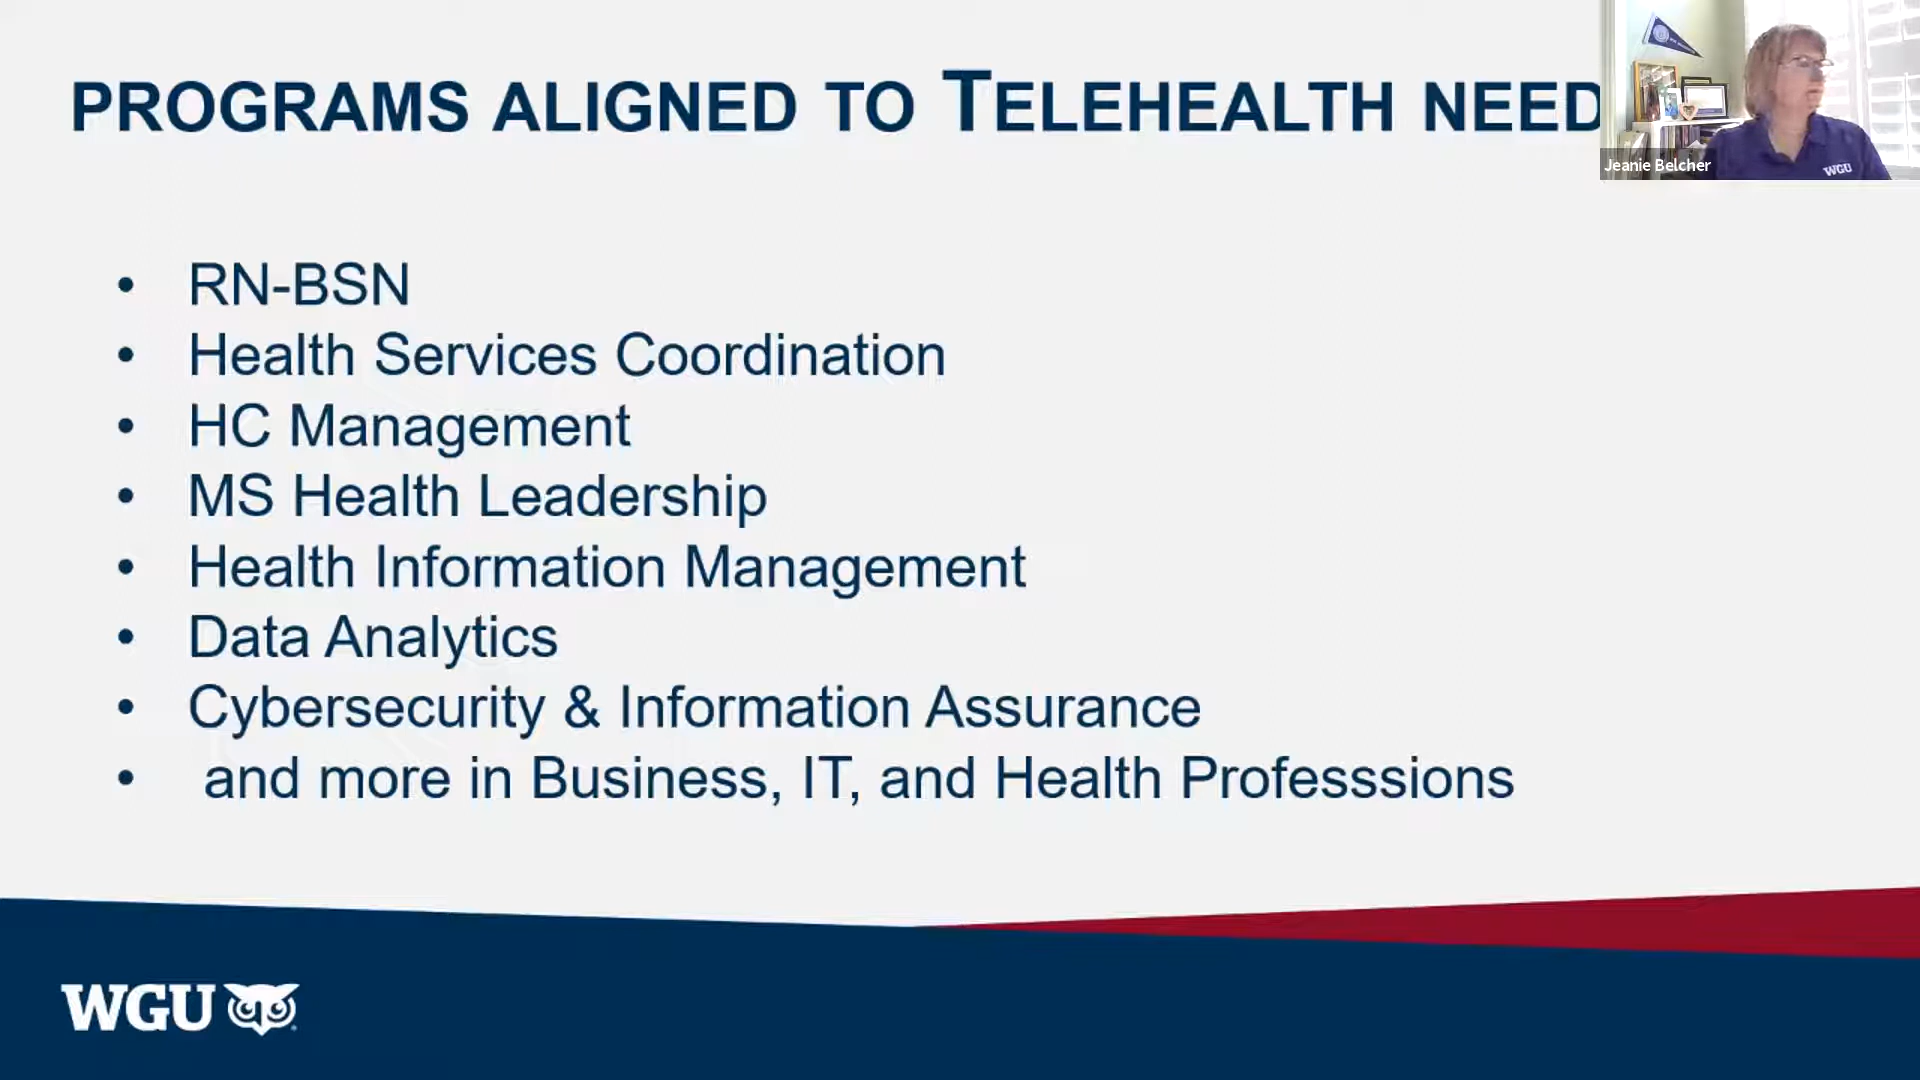 PROGRAMS ALIGNED TO TELEHEALTH NEED
Jeanie Belcher
WGU
• RN-BSN
• Health Services Coordination
• HC Management
• MS Health Leadership
• Health Information Management
• Data Analytics
• Cybersecurity & Information Assurance
• and more in Business, IT, and Health Professsions
WGU